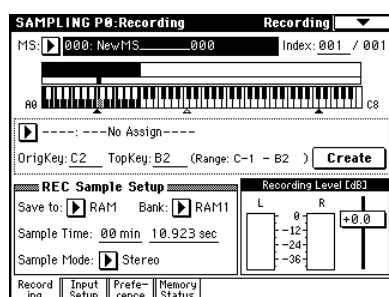 SAMPLING P0:Recording Recording
MS: 000: NewMS______000 Index: 001 / 001
A0 C8
----: ---No Assign----
OrigKey: C2 TopKey: B2 (Range: C-1 - B2 ) Create
REC Sample Setup
Save to: RAM Bank: RAM1
Sample Time: 00 min 10.923 sec
Sample Mode: Stereo
Recording Level [dB]
L R
0
+0.0
-12
-24
-36
Record ing
Input Setup
Prefe- rence
Memory Status